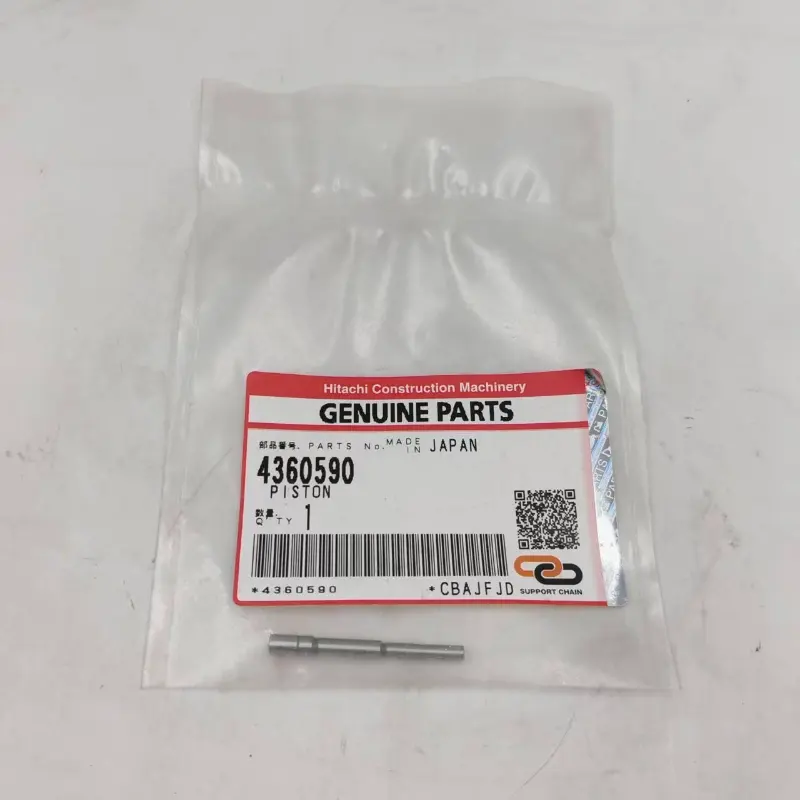 Hitachi Construction Machinery
GENUINE PARTS
部品番号. PARTS No. MADE IN JAPAN
4360590
PISTON
数量.
Q'TY 1
*4360590 *CBAJFJD
SUPPORT CHAIN